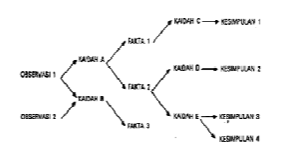 KAIDAH C
KESIMPULAN 1
FAKTA 1
KAIDAH A
KAIDAH D
KESIMPULAN 2
OBSERVASI 1
FAKTA 2
KAIDAH B
OBSERVASI 2
KAIDAH E
KESIMPULAN 3
FAKTA 3
KESIMPULAN 4